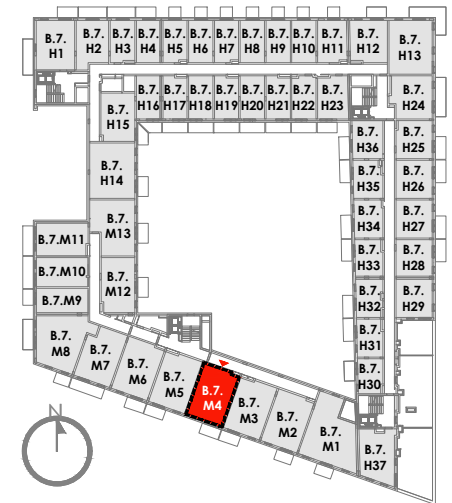 B.7.
H1
B.7.
H2
B.7.
H3
B.7.
H4
B.7.
H5
B.7.
H6
B.7.
H7
B.7.
H8
B.7.
H9
B.7.
H10
B.7.
H11
B.7.
H12
B.7.
H13
B.7.
H16
B.7.
H17
B.7.
H18
B.7.
H19
B.7.
H20
B.7.
H21
B.7.
H22
B.7.
H23
B.7.
H24
B.7.
H15
B.7.
H36
B.7.
H25
B.7.
H14
B.7.
H35
B.7.
H26
B.7.
M13
B.7.
H34
B.7.
H27
B.7.M11
B.7.
H33
B.7.
H28
B.7.M10
B.7.
M12
B.7.
H32
B.7.
H29
B.7.M9
B.7.
H31
B.7.
M8
B.7.
M7
B.7.
M6
B.7.
M5
B.7.
M4
B.7.
M3
B.7.
M2
B.7.
M1
B.7.
H30
B.7.
H37
N